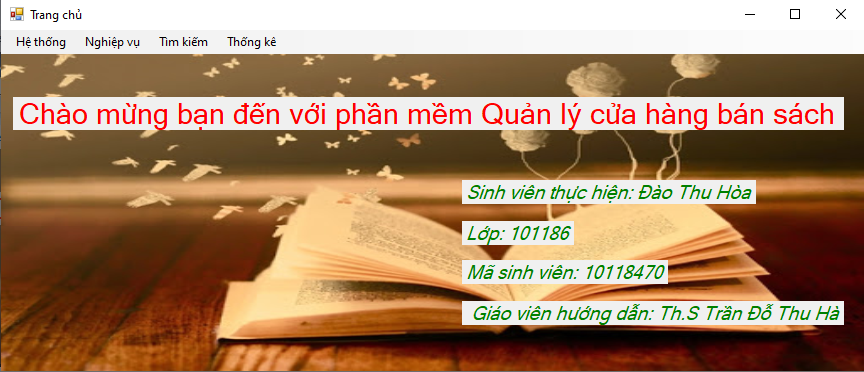 Trang chủ
Hệ thống Nghiệp vụ Tìm kiếm Thống kê
Chào mừng bạn đến với phần mềm Quản lý cửa hàng bán sách
Sinh viên thực hiện: Đào Thu Hòa
Lớp: 101186
Mã sinh viên: 10118470
Giáo viên hướng dẫn: Th.S Trần Đỗ Thu Hà